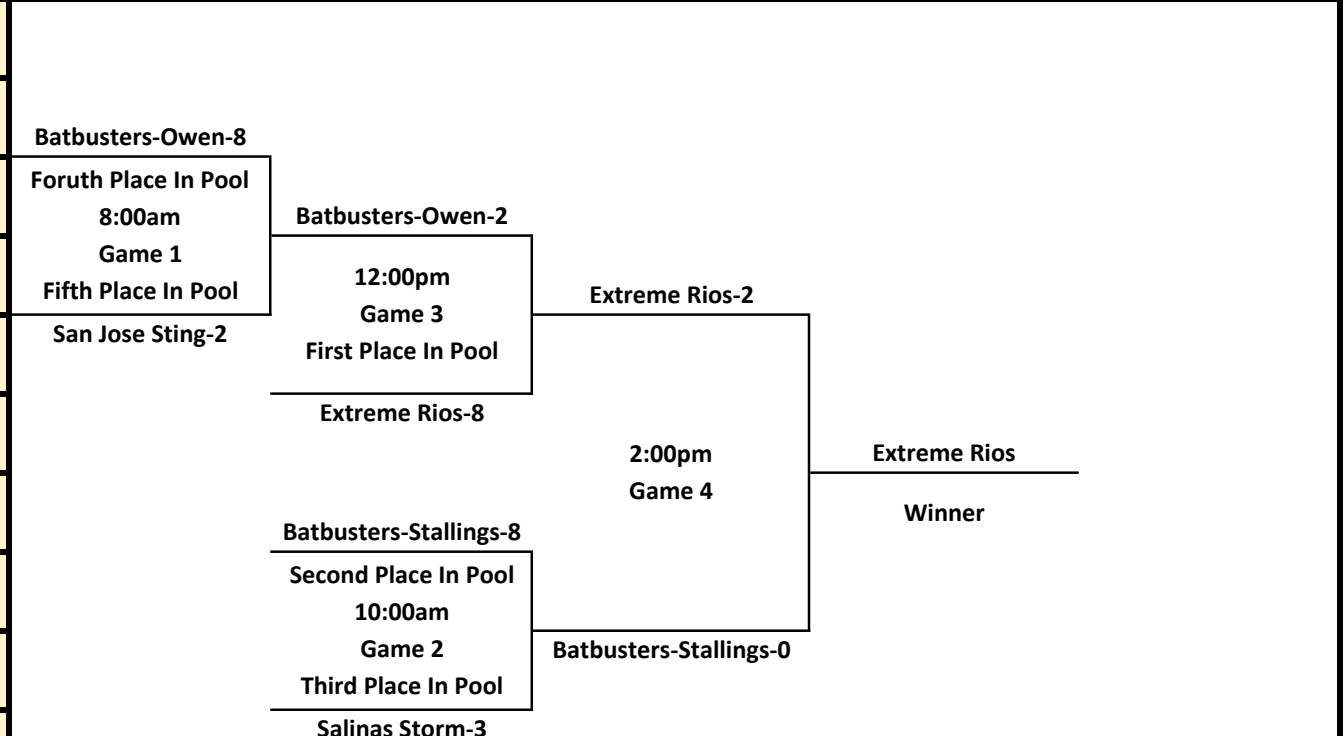 Batbusters-Owen-8
Foruth Place In Pool
8:00am
Game 1
Fifth Place In Pool
San Jose Sting-2
Batbusters-Owen-2
12:00pm
Game 3
First Place In Pool
Extreme Rios-8
Batbusters-Stallings-8
Second Place In Pool
10:00am
Game 2
Third Place In Pool
Salinas Storm-3
Extreme Rios-2
2:00pm
Game 4
Batbusters-Stallings-0
Extreme Rios
Winner